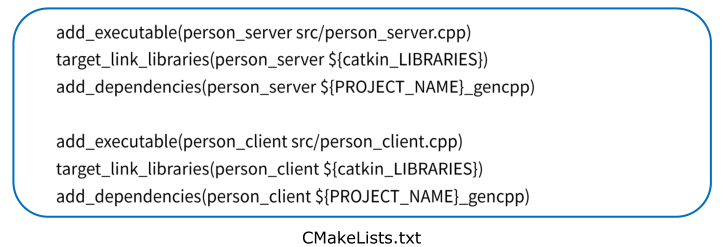 add_executable(person_server src/person_server.cpp)
target_link_libraries(person_server ${catkin_LIBRARIES})
add_dependencies(person_server ${PROJECT_NAME}_gencpp)
add_executable(person_client src/person_client.cpp)
target_link_libraries(person_client ${catkin_LIBRARIES})
add_dependencies(person_client ${PROJECT_NAME}_gencpp)
CMakeLists.txt